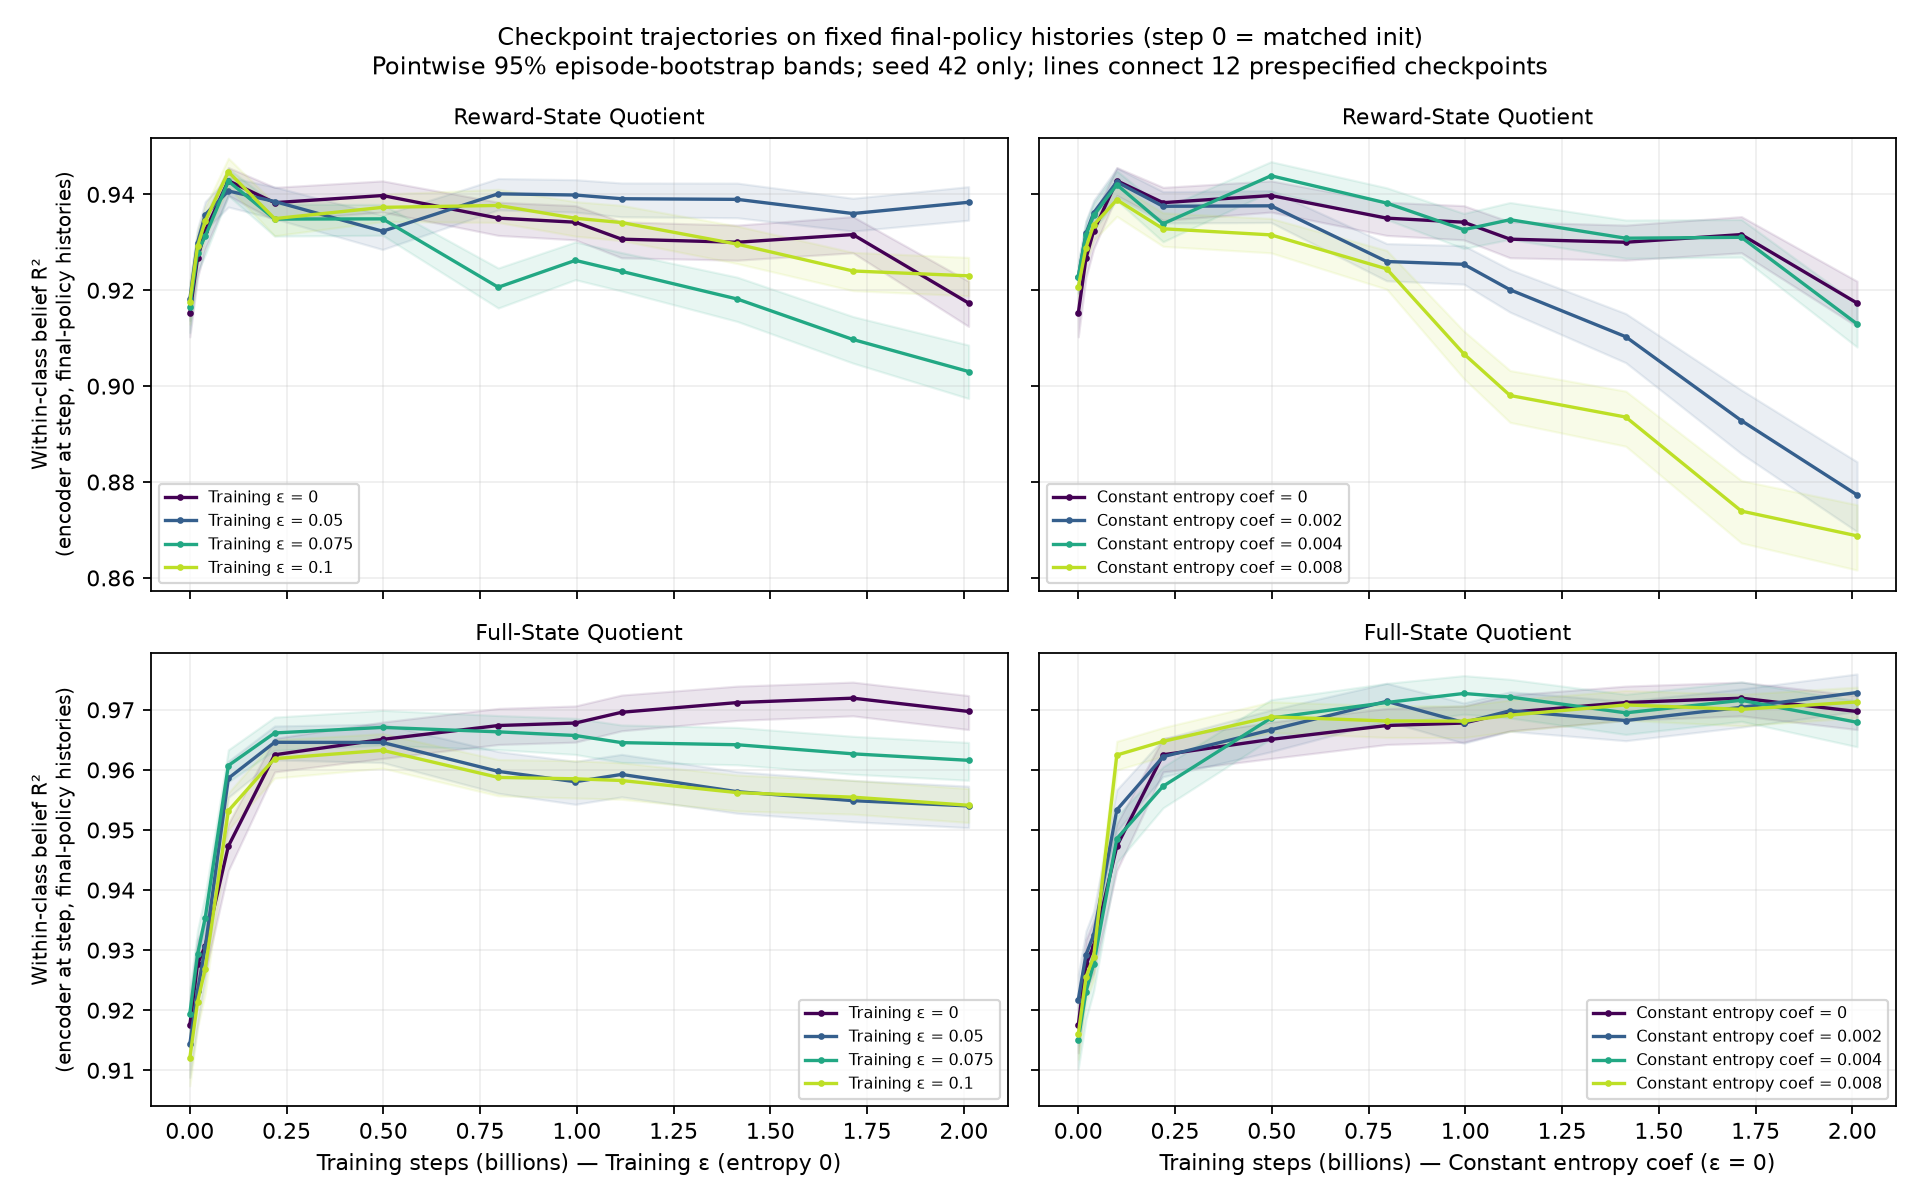 Checkpoint trajectories on fixed final-policy histories (step 0 = matched init)
Pointwise 95% episode-bootstrap bands; seed 42 only; lines connect 12 prespecified checkpoints
Reward-State Quotient
Within-class belief R²
(encoder at step, final-policy histories)
0.94
0.92
0.90
0.88
0.86
Training ε = 0
Training ε = 0.05
Training ε = 0.075
Training ε = 0.1
Reward-State Quotient
Constant entropy coef = 0
Constant entropy coef = 0.002
Constant entropy coef = 0.004
Constant entropy coef = 0.008
Full-State Quotient
Within-class belief R²
(encoder at step, final-policy histories)
0.97
0.96
0.95
0.94
0.93
0.92
0.91
Training ε = 0
Training ε = 0.05
Training ε = 0.075
Training ε = 0.1
0.00 0.25 0.50 0.75 1.00 1.25 1.50 1.75 2.00
Training steps (billions) — Training ε (entropy 0)
Full-State Quotient
Constant entropy coef = 0
Constant entropy coef = 0.002
Constant entropy coef = 0.004
Constant entropy coef = 0.008
0.00 0.25 0.50 0.75 1.00 1.25 1.50 1.75 2.00
Training steps (billions) — Constant entropy coef (ε = 0)